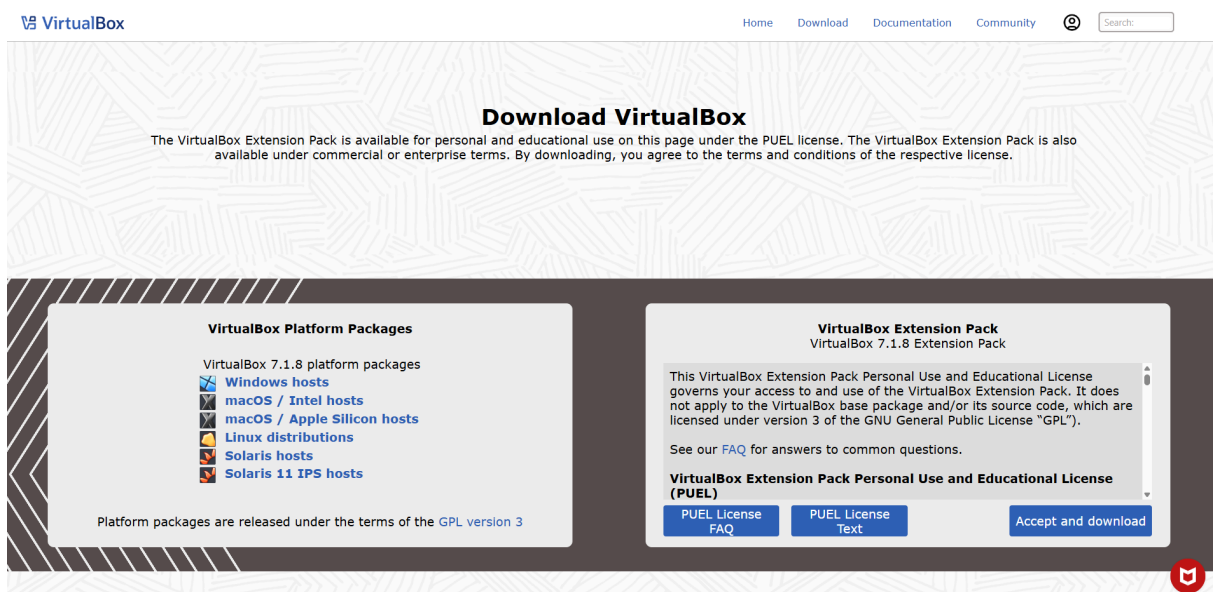 VirtualBox
Home Download Documentation Community Search:
Download VirtualBox
The VirtualBox Extension Pack is available for personal and educational use on this page under the PUEL license. The VirtualBox Extension Pack is also
available under commercial or enterprise terms. By downloading, you agree to the terms and conditions of the respective license.
VirtualBox Platform Packages
VirtualBox 7.1.8 platform packages
Windows hosts
macOS / Intel hosts
macOS / Apple Silicon hosts
Linux distributions
Solaris hosts
Solaris 11 IPS hosts
Platform packages are released under the terms of the GPL version 3
VirtualBox Extension Pack
VirtualBox 7.1.8 Extension Pack
This VirtualBox Extension Pack Personal Use and Educational License
governs your access to and use of the VirtualBox Extension Pack. It does
not apply to the VirtualBox base package and/or its source code, which are
licensed under version 3 of the GNU General Public License “GPL”).
See our FAQ for answers to common questions.
VirtualBox Extension Pack Personal Use and Educational License
(PUEL)
PUEL License
FAQ
PUEL License
Text
Accept and download